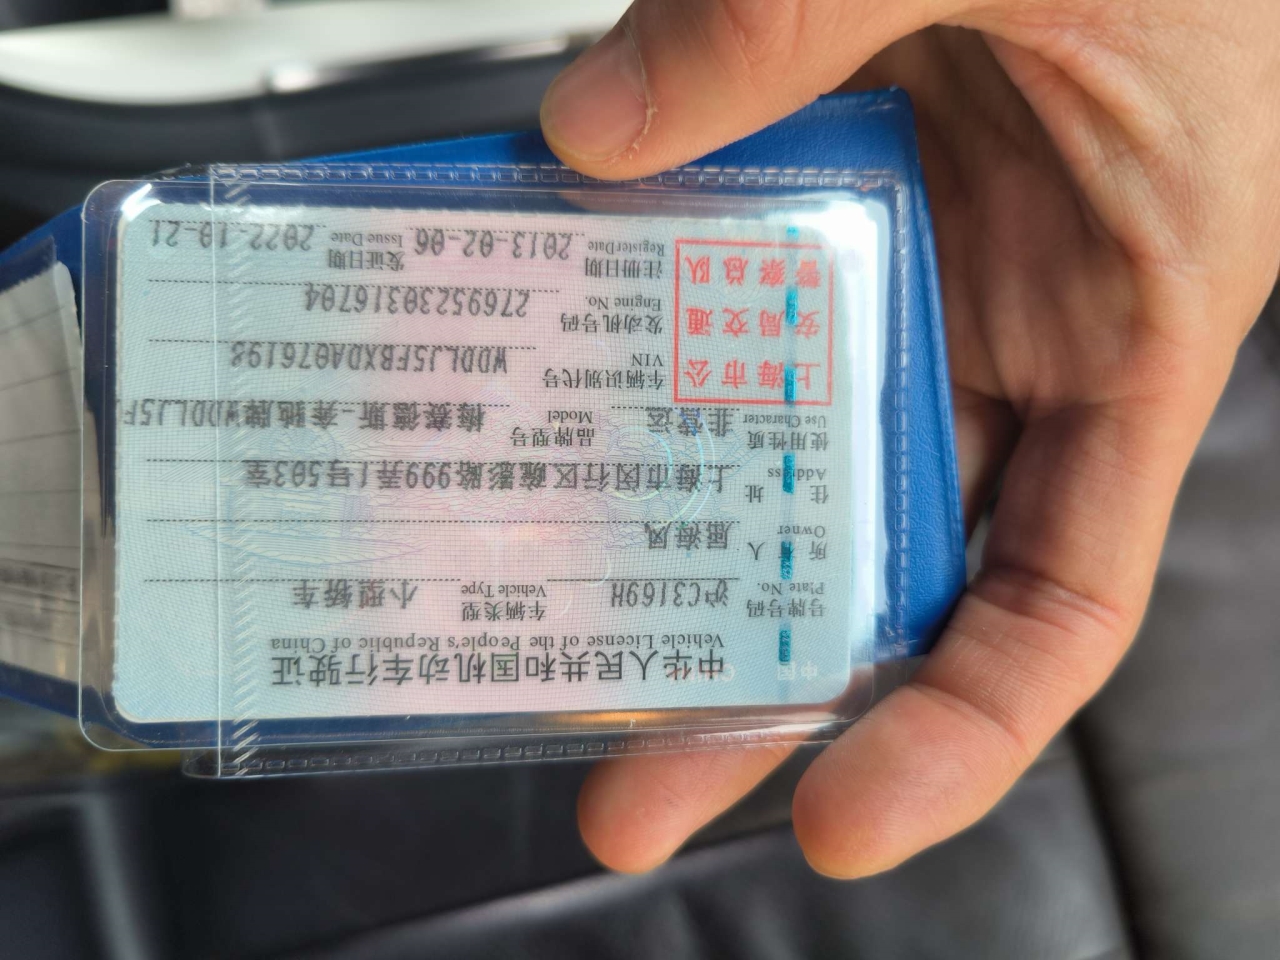 中华人民共和国机动车行驶证
Vehicle License of the People's Republic of China
号牌号码 沪C3169H 车辆类型 小型轿车
Plate No. Vehicle Type
所有人 屈海风
Owner
住址 上海市闵行区疏影路999弄1号503室
Address
使用性质 非营运 品牌型号 梅赛德斯-奔驰牌WDDLJ5F
Use Character Model
上海市公
安局交通
警察总队
车辆识别代号 WDDLJ5FBXDA076198
VIN
发动机号码 27695230316704
Engine No.
注册日期 2013-02-06 发证日期 2022-10-21
Register Date Issue Date